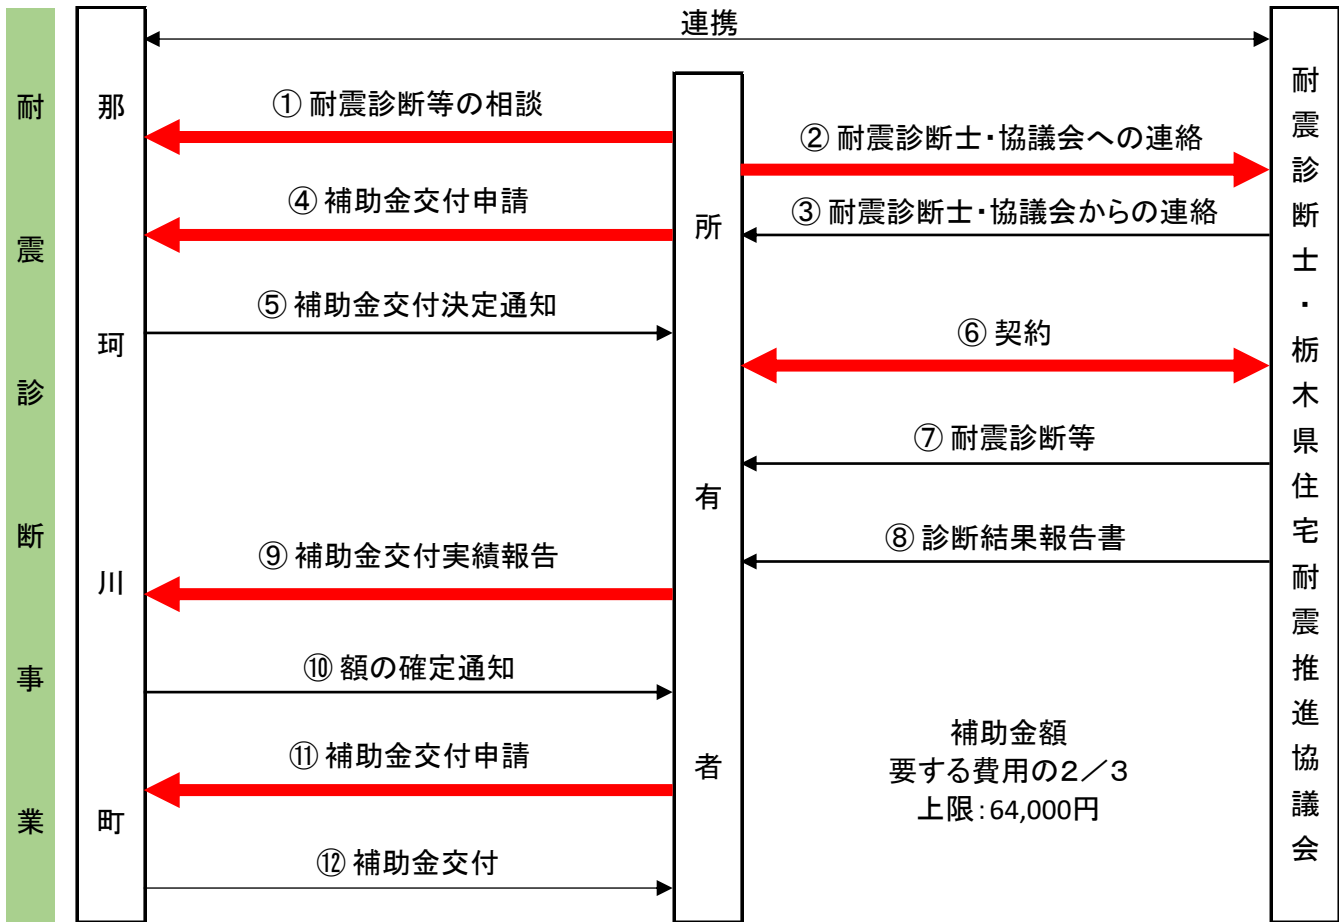 耐震診断事業
那珂川町
連携
所有者
耐震診断士・栃木県住宅耐震推進協議会
① 耐震診断等の相談
② 耐震診断士・協議会への連絡
③ 耐震診断士・協議会からの連絡
④ 補助金交付申請
⑤ 補助金交付決定通知
⑥ 契約
⑦ 耐震診断等
⑧ 診断結果報告書
⑨ 補助金交付実績報告
⑩ 額の確定通知
⑪ 補助金交付申請
⑫ 補助金交付
補助金額
要する費用の2／3
上限：64,000円